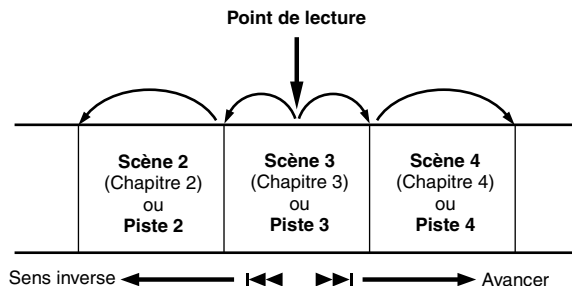 Point de lecture
Scène 2
(Chapitre 2)
ou
Piste 2
Scène 3
(Chapitre 3)
ou
Piste 3
Scène 4
(Chapitre 4)
ou
Piste 4
Sens inverse
Avancer